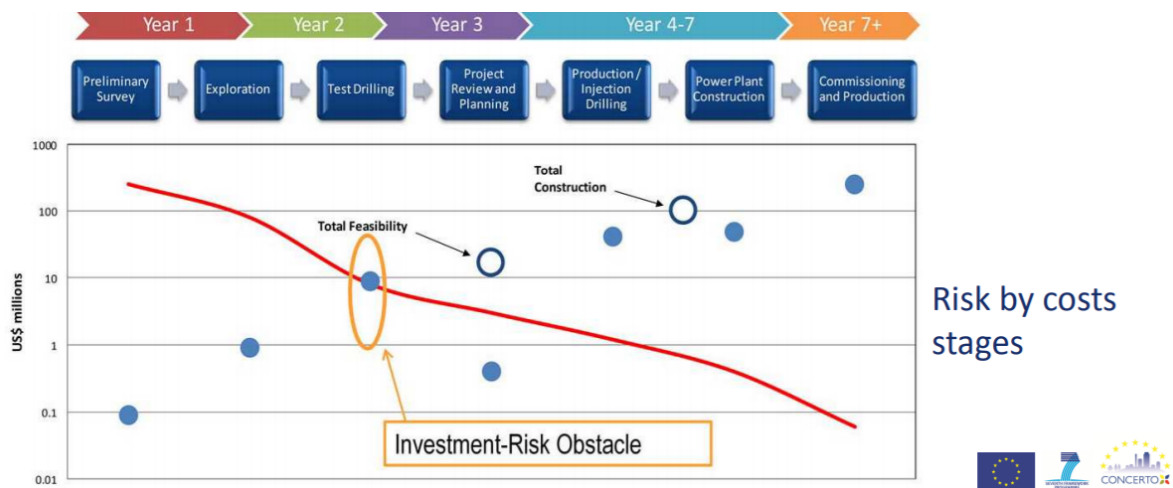 Year 1
Year 2
Year 3
Year 4-7
Year 7+
Preliminary
Survey
Exploration
Test Drilling
Project
Review and
Planning
Production /
Injection
Drilling
Power Plant
Construction
Commissioning
and Production
US$ millions
1000
100
10
1
0.1
0.01
Total
Construction
Total Feasibility
Investment-Risk Obstacle
Risk by costs
stages
CONCERTO